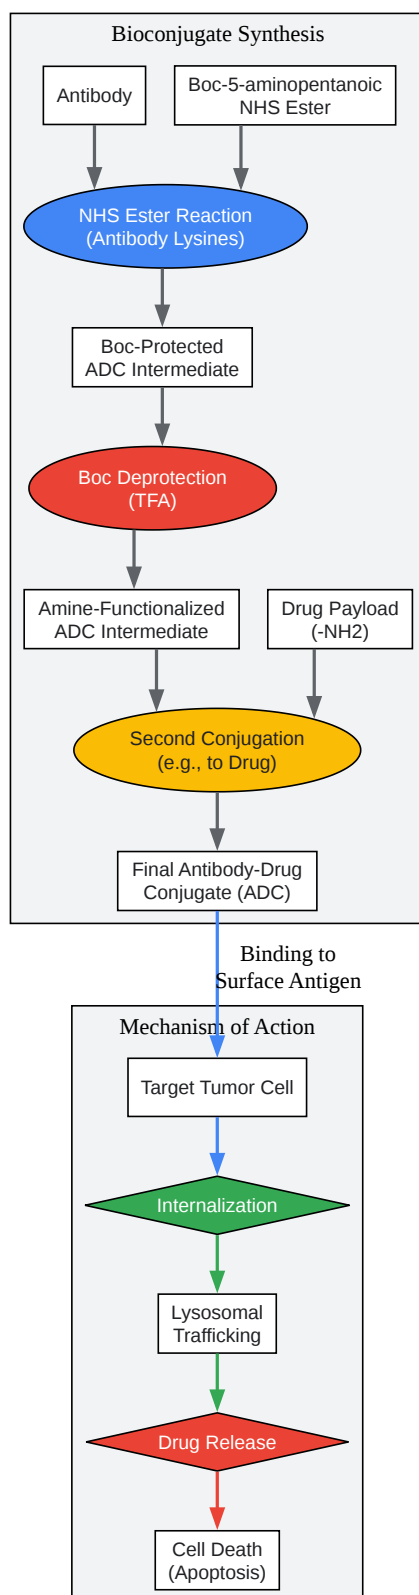 Bioconjugate Synthesis
Antibody
Boc-5-aminopentanoic
NHS Ester
NHS Ester Reaction
(Antibody Lysines)
Boc-Protected
ADC Intermediate
Boc Deprotection
(TFA)
Amine-Functionalized
ADC Intermediate
Drug Payload
(-NH2)
Second Conjugation
(e.g., to Drug)
Final Antibody-Drug
Conjugate (ADC)
Binding to
Surface Antigen
Mechanism of Action
Target Tumor Cell
Internalization
Lysosomal
Trafficking
Drug Release
Cell Death
(Apoptosis)